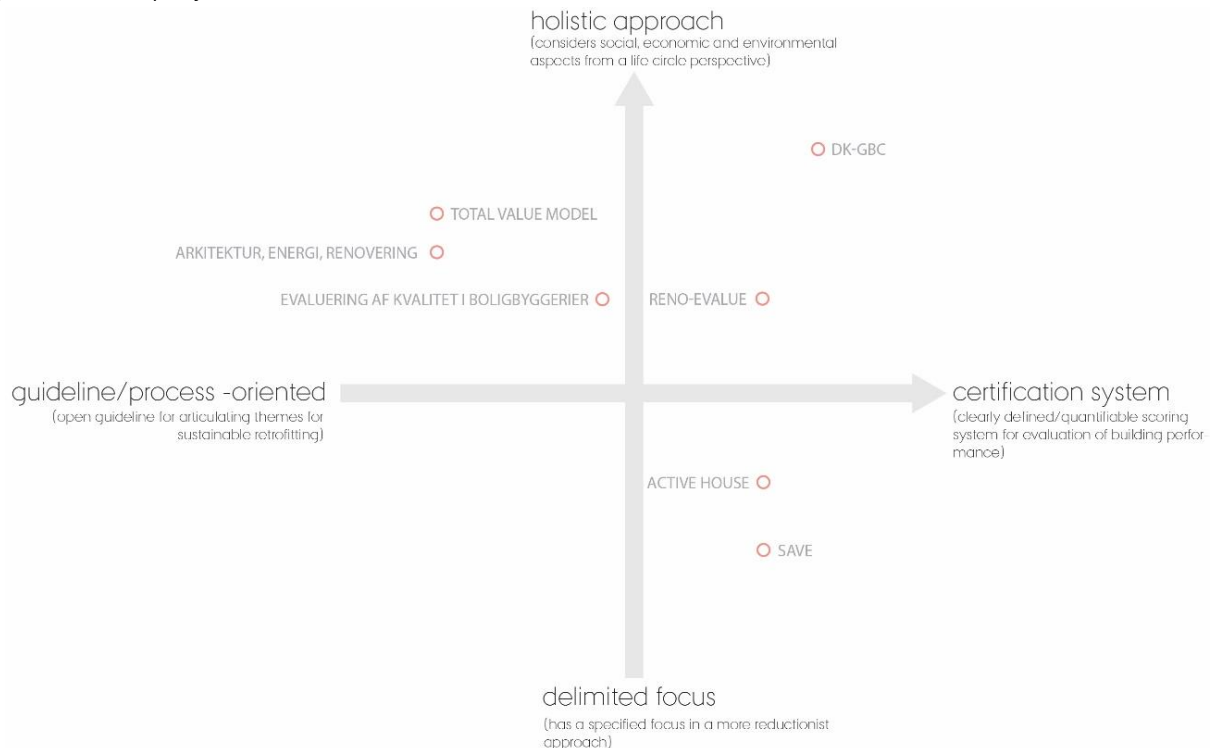 holistic approach
(considers social, economic and environmental
aspects from a life circle perspective)
DK-GBC
TOTAL VALUE MODEL
ARKITEKTUR, ENERGI, RENOVERING
EVALUERING AF KVALITET I BOLIGBYGGERIER
RENO-EVALUE
guideline/process -oriented
(open guideline for articulating themes for
sustainable retrofitting)
certification system
(clearly defined/quantifiable scoring
system for evaluation of building perfor-
mance)
ACTIVE HOUSE
SAVE
delimited focus
(has a specified focus in a more reductionist
approach)